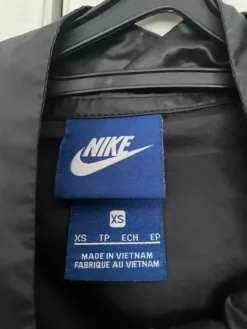 NIKE
XS
XS TP ECH EP
MADE IN VIETNAM
FABRIQUE AU VIETNAM